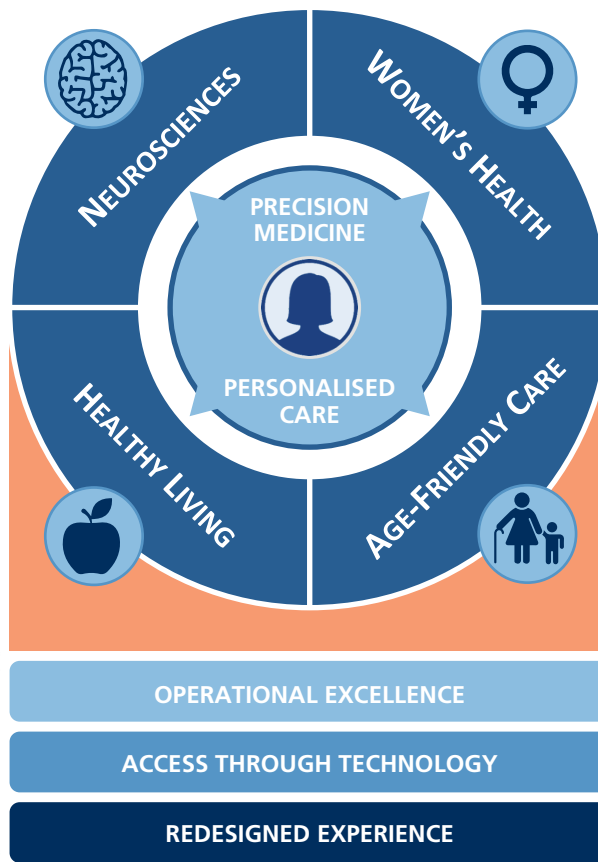 NEUROSCIENCES
WOMEN'S HEALTH
PRECISION
MEDICINE
PERSONALISED
CARE
HEALTHY LIVING
AGE-FRIENDLY CARE
OPERATIONAL EXCELLENCE
ACCESS THROUGH TECHNOLOGY
REDESIGNED EXPERIENCE